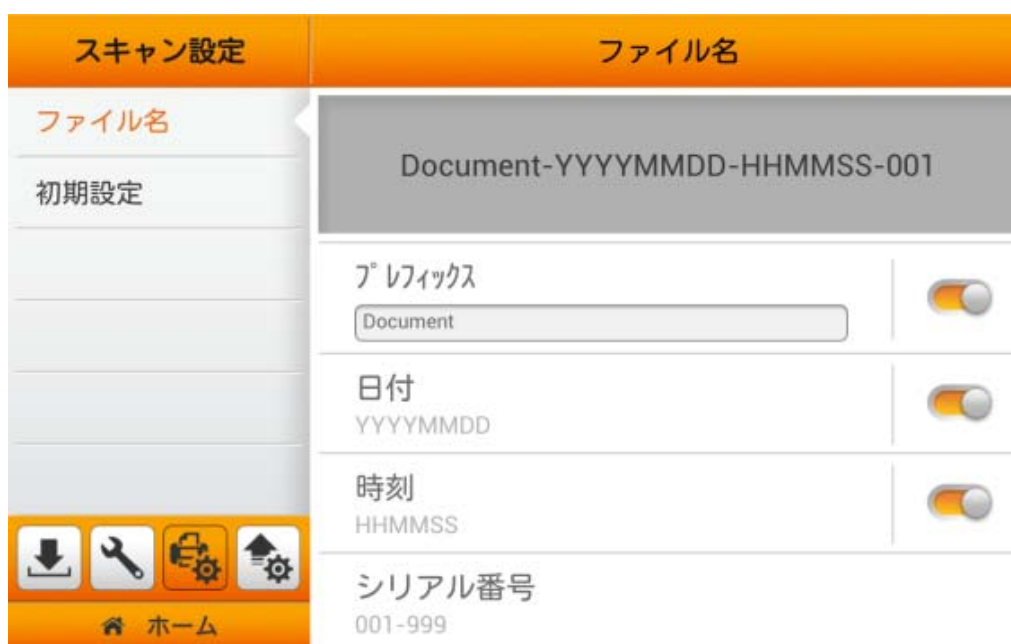 スキャン設定
ファイル名
ファイル名
初期設定
ホーム
Document-YYYYMMDD-HHMMSS-001
プレフィックス
Document
日付
YYYYMMDD
時刻
HHMMSS
シリアル番号
001-999